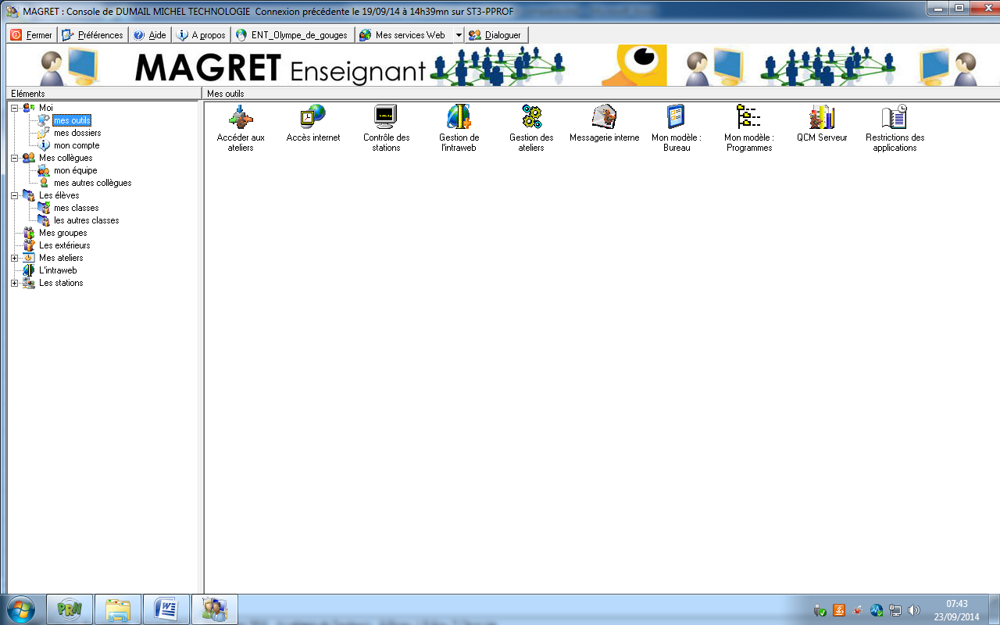 MAGRET : Console de DUMAIL MICHEL TECHNOLOGIE  Connexion précédente le 19/09/14 à 14h39mn sur ST3-PPROF
Fermer Préférences Aide A propos ENT_Olympe_de_gouges Mes services Web Dialoguer
MAGRET Enseignant
Eléments
Mes outils
Moi
mes outils
mes dossiers
mon compte
Mes collègues
mon équipe
mes autres collègues
Les élèves
mes classes
les autres classes
Mes groupes
Les extérieurs
Mes ateliers
L'intraweb
Les stations
Accéder aux
ateliers
Accès internet
Contrôle des
stations
Gestion de
l'intraweb
Gestion des
ateliers
Messagerie interne
Mon modèle :
Bureau
Mon modèle :
Programmes
QCM Serveur
Restrictions des
applications
PRN
W
07:43
23/09/2014